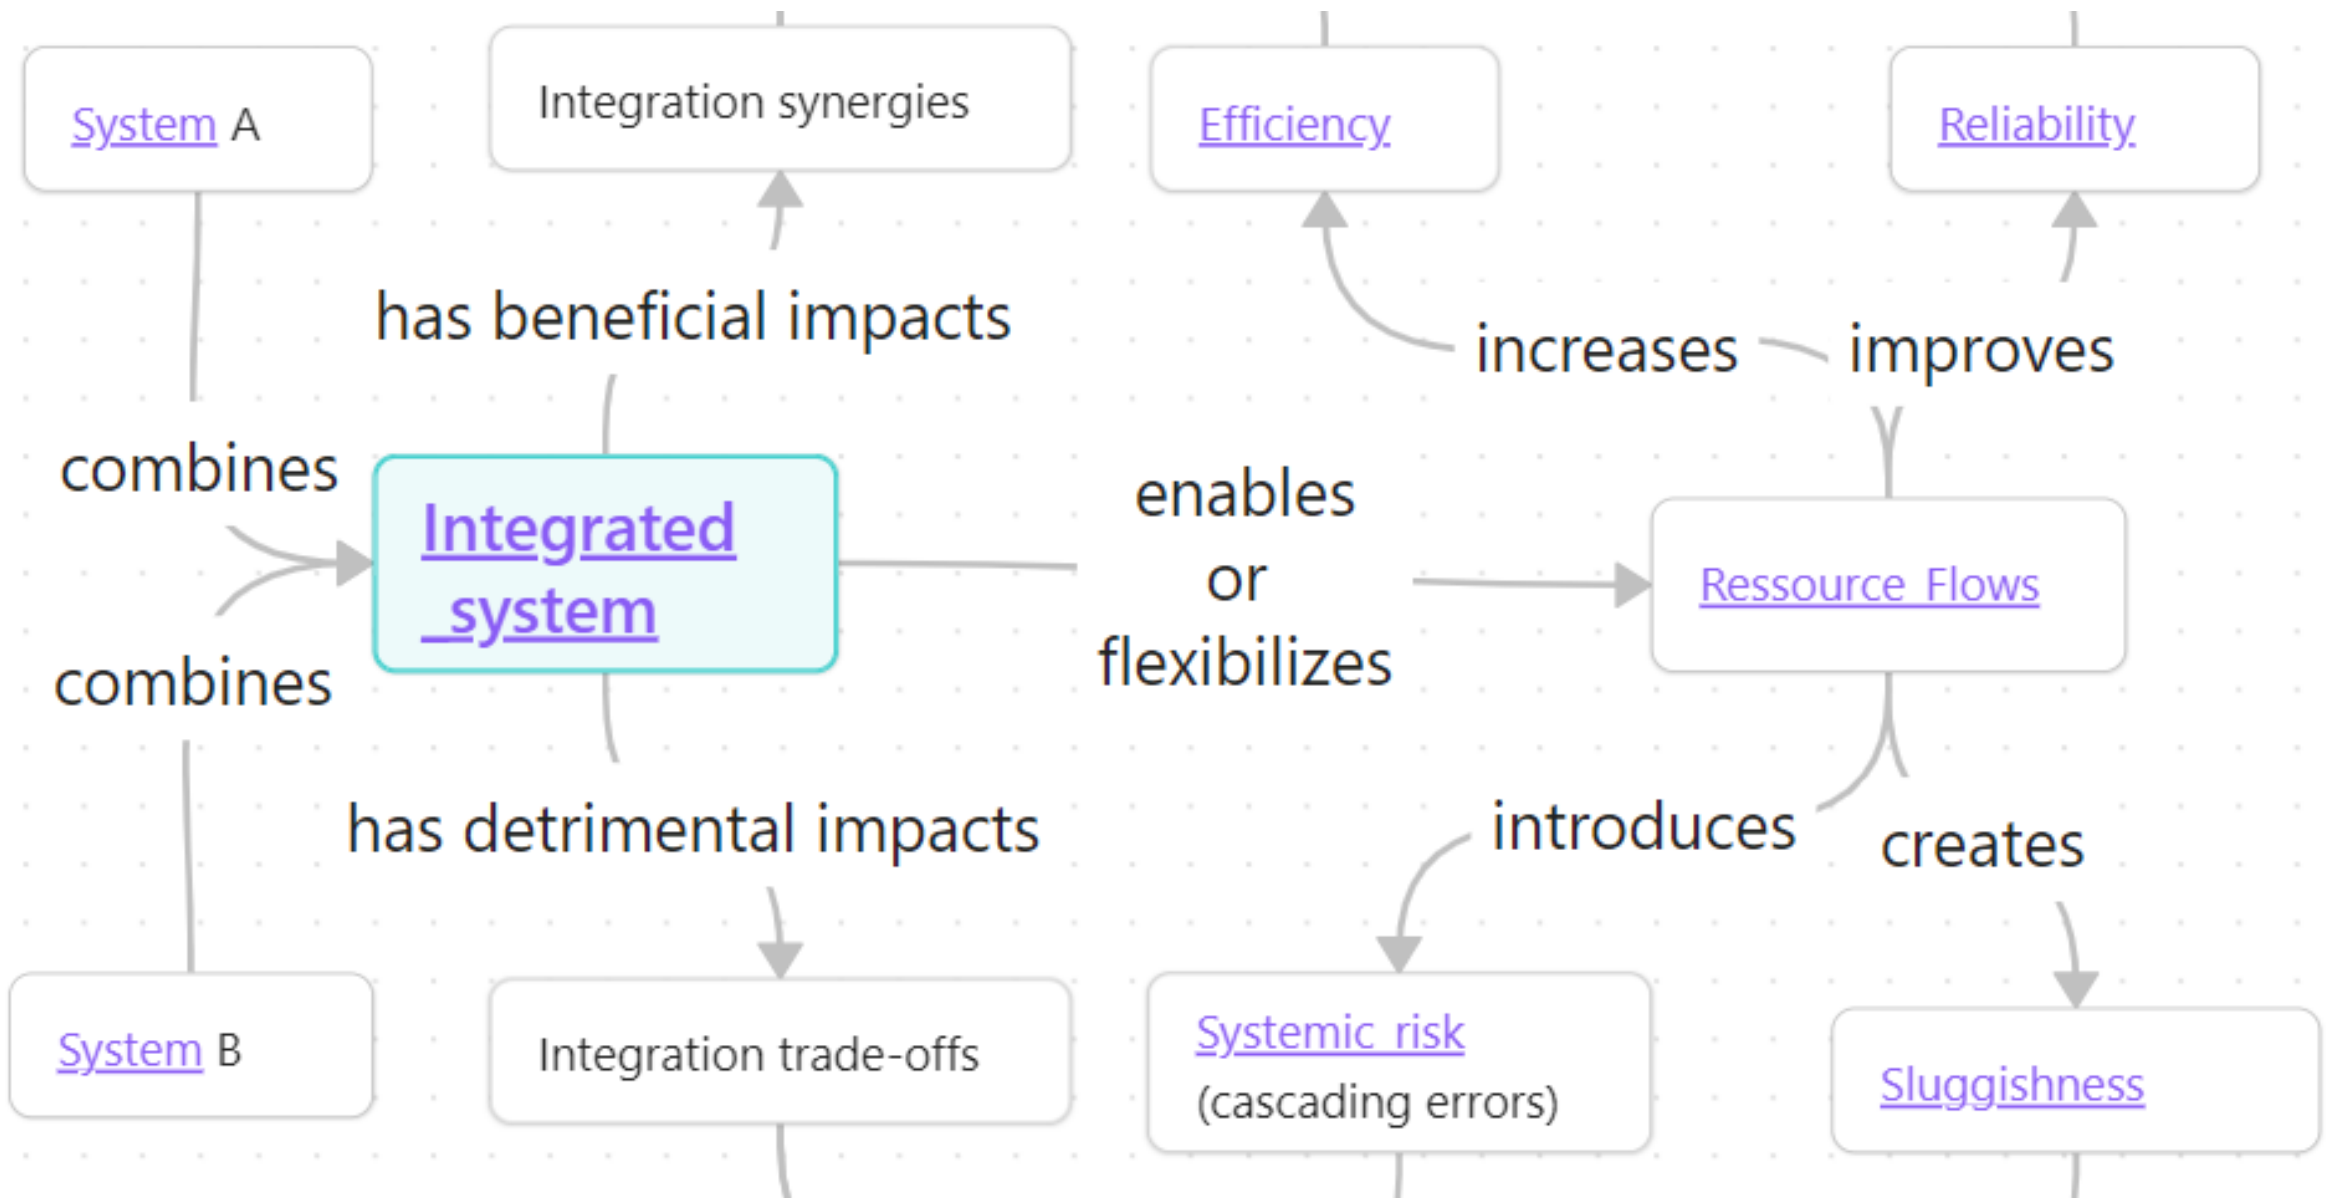 System A
Integration synergies
Efficiency
Reliability
has beneficial impacts
increases
improves
combines
Integrated
_system
enables
or
flexibilizes
Ressource_Flows
combines
has detrimental impacts
introduces
creates
System B
Integration trade-offs
Systemic_risk
(cascading errors)
Sluggishness